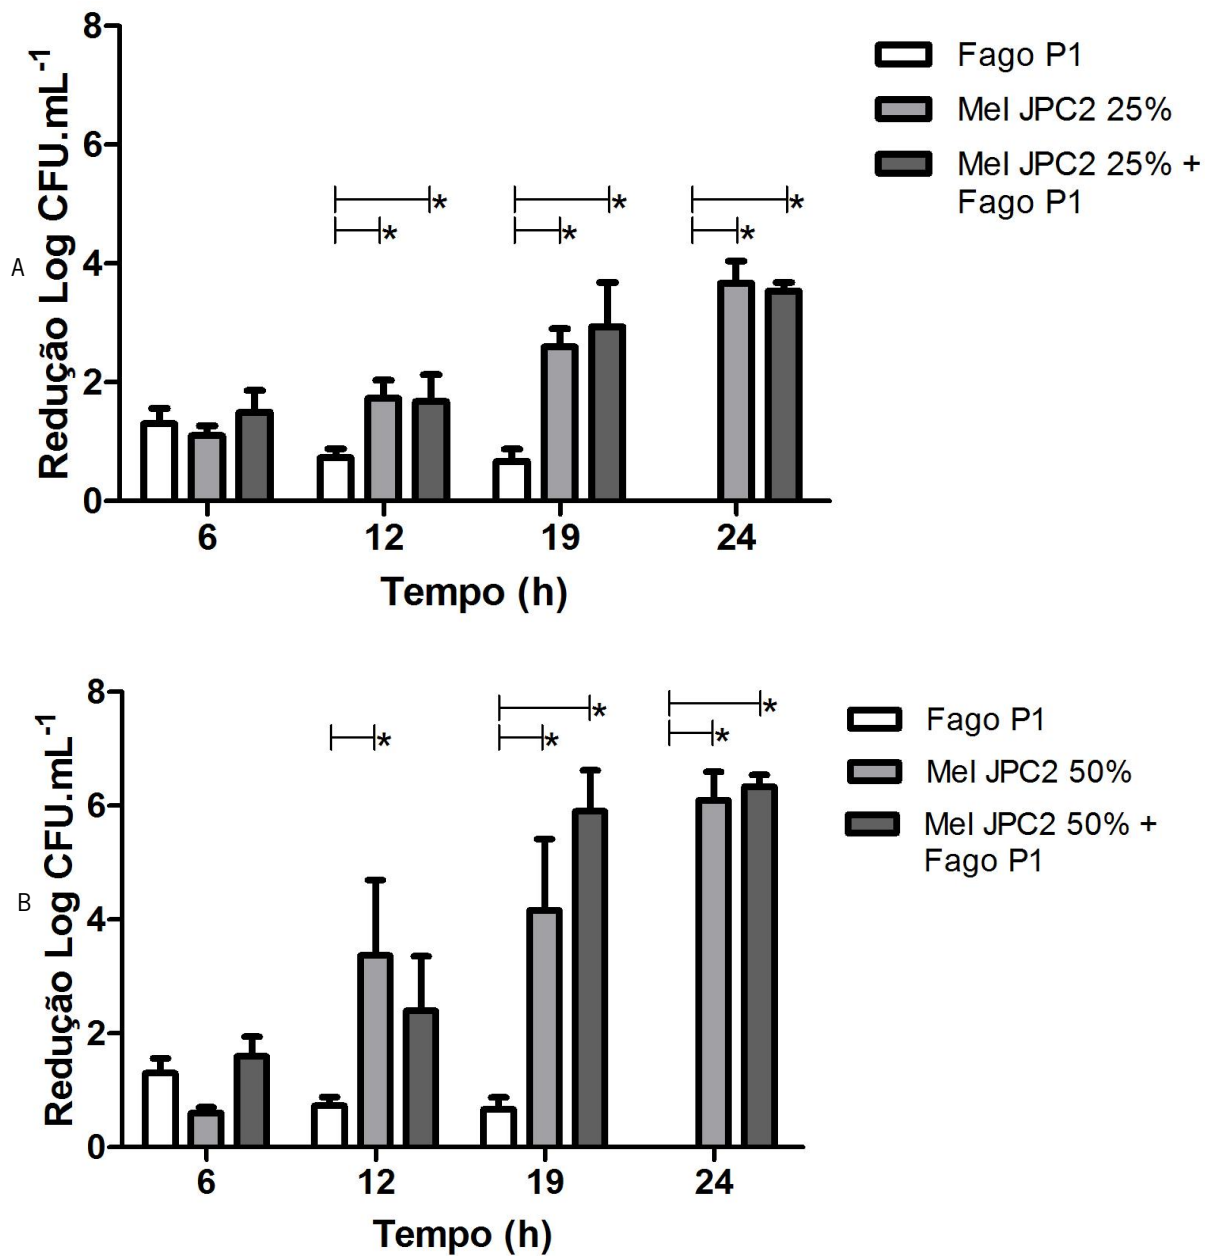 A
Redução Log CFU.mL-1
8
6
4
2
0
* *
* *
* *
6 12 19 24
Tempo (h)
Fago P1
Mel JPC2 25%
Mel JPC2 25% +
Fago P1
B
Redução Log CFU.mL-1
8
6
4
2
0
*
* *
* *
6 12 19 24
Tempo (h)
Fago P1
Mel JPC2 50%
Mel JPC2 50% +
Fago P1